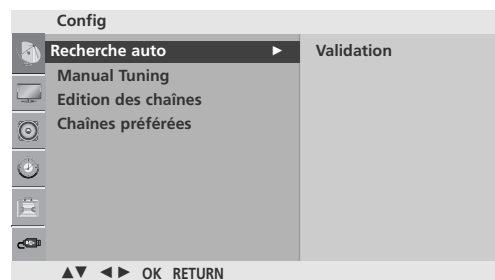 Config
Recherche auto ► Validation
Manual Tuning
Edition des chaînes
Chaînes préférées
▲▼ ◄► OK RETURN